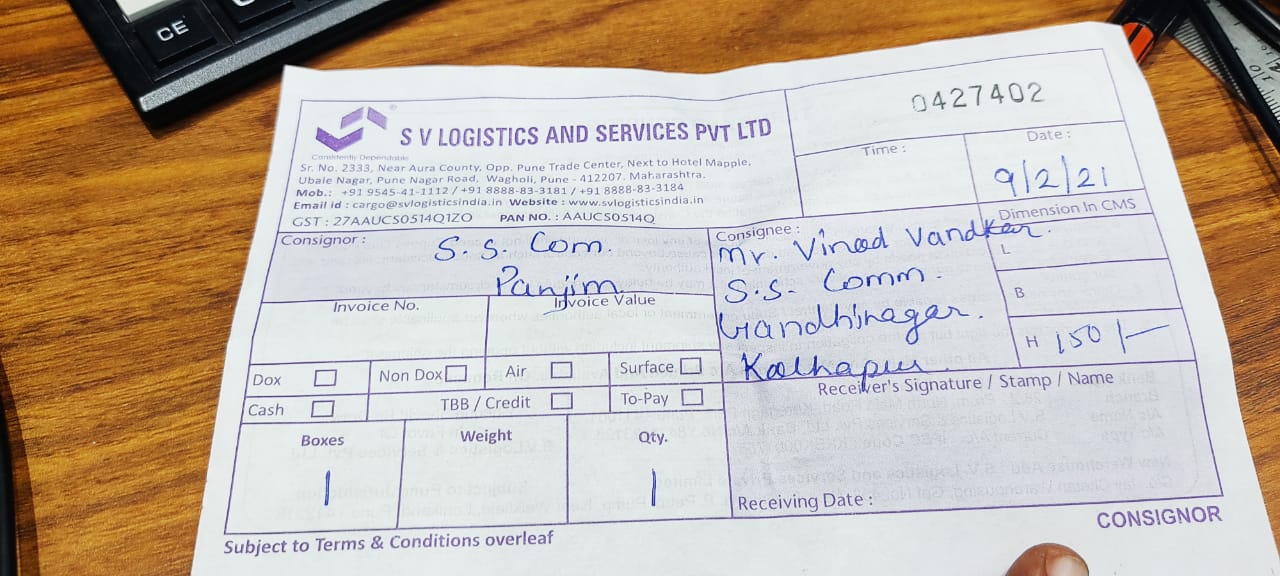 CE
0427402
S V LOGISTICS AND SERVICES PVT LTD
Consistently Dependable
Sr. No. 2333, Near Aura County, Opp. Pune Trade Center, Next to Hotel Mapple,
Ubale Nagar, Pune Nagar Road, Wagholi, Pune - 412207. Maharashtra.
Mob.: +91 9545-41-1112 / +91 8888-83-3181 / +91 8888-83-3184
Email id : cargo@svlogisticsindia.in Website : www.svlogisticsindia.in
GST : 27AAUCS0514Q1ZO PAN NO. : AAUCS0514Q
Time :
Date :
9/2/21
Consignor :
S. S. Com.
Panjim
Consignee :
Mr. Vinod Vandkar.
S.S. Comm.
Gandhinagar.
Kolhapur.
Dimension In CMS
L
B
H 150/-
Invoice No.
Invoice Value
Dox
Non Dox
Air
Surface
Cash
TBB / Credit
To-Pay
Boxes
Weight
Qty.
1
1
Receiver's Signature / Stamp / Name
Receiving Date :
Subject to Terms & Conditions overleaf
CONSIGNOR